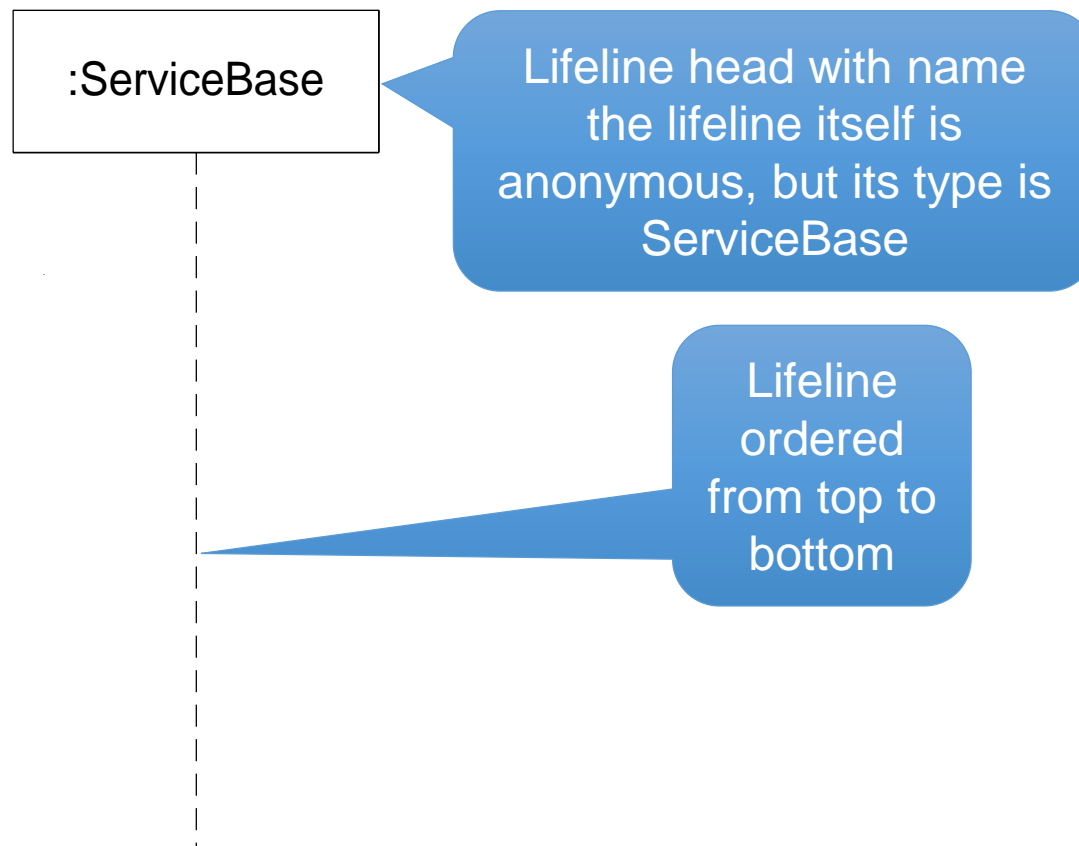 :ServiceBase
Lifeline head with name
the lifeline itself is
anonymous, but its type is
ServiceBase
Lifeline
ordered
from top to
bottom